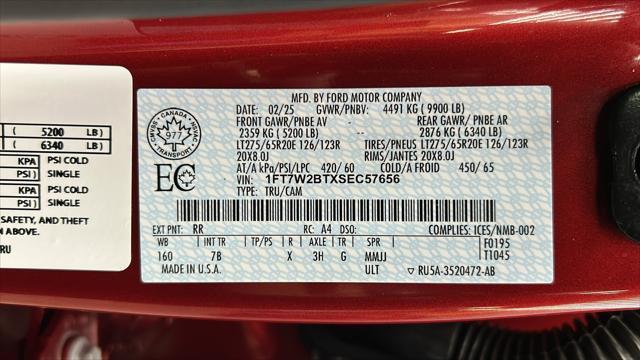 5200 LB)
6340 LB)
KPA PSI COLD
PSI) SINGLE
KPA PSI COLD
PSI) SINGLE
SAFETY, AND
N ABOVE.
RU
MFD. BY FORD MOTOR COMPANY
DATE: 02/25 GVWR/PNBV: 4491 KG ( 9900 LB)
FRONT GAWR/PNBE AV REAR GAWR/ PNBE AR
2359 KG ( 5200 LB) -- 2876 KG ( 6340 LB)
LT275/65R20E 126/123R TIRES/PNEUS LT275/65R20E 126/123R
20X8.0J RIMS/JANTES 20X8.0J
AT/A kPa/PSI/LPC 420/ 60 COLD/A FROID 450/ 65
VIN: 1FT7W2BTXSEC57656
TYPE: TRU/CAM
CANADA
TRANSPORT
977
EC
EXT PNT: RR RC: A4 DSO: COMPLIES: ICES/NMB-002
WB INT TR TP/PS R AXLE TR SPR F0195
160 7B X 3H G MMJJ T1045
MADE IN U.S.A. ULT RU5A-3520472-AB